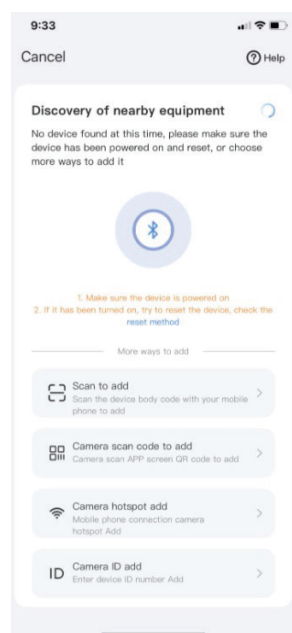 9:33
Cancel
Help
Discovery of nearby equipment
No device found at this time, please make sure the
device has been powered on and reset, or choose
more ways to add it
1. Make sure the device is powered on
2. If it has been turned on, try to reset the device, check the
reset method
More ways to add
Scan to add
Scan the device body code with your mobile
phone to add
Camera scan code to add
Camera scan APP screen QR code to add
Camera hotspot add
Mobile phone connection camera
hotspot Add
ID
Camera ID add
Enter device ID number Add